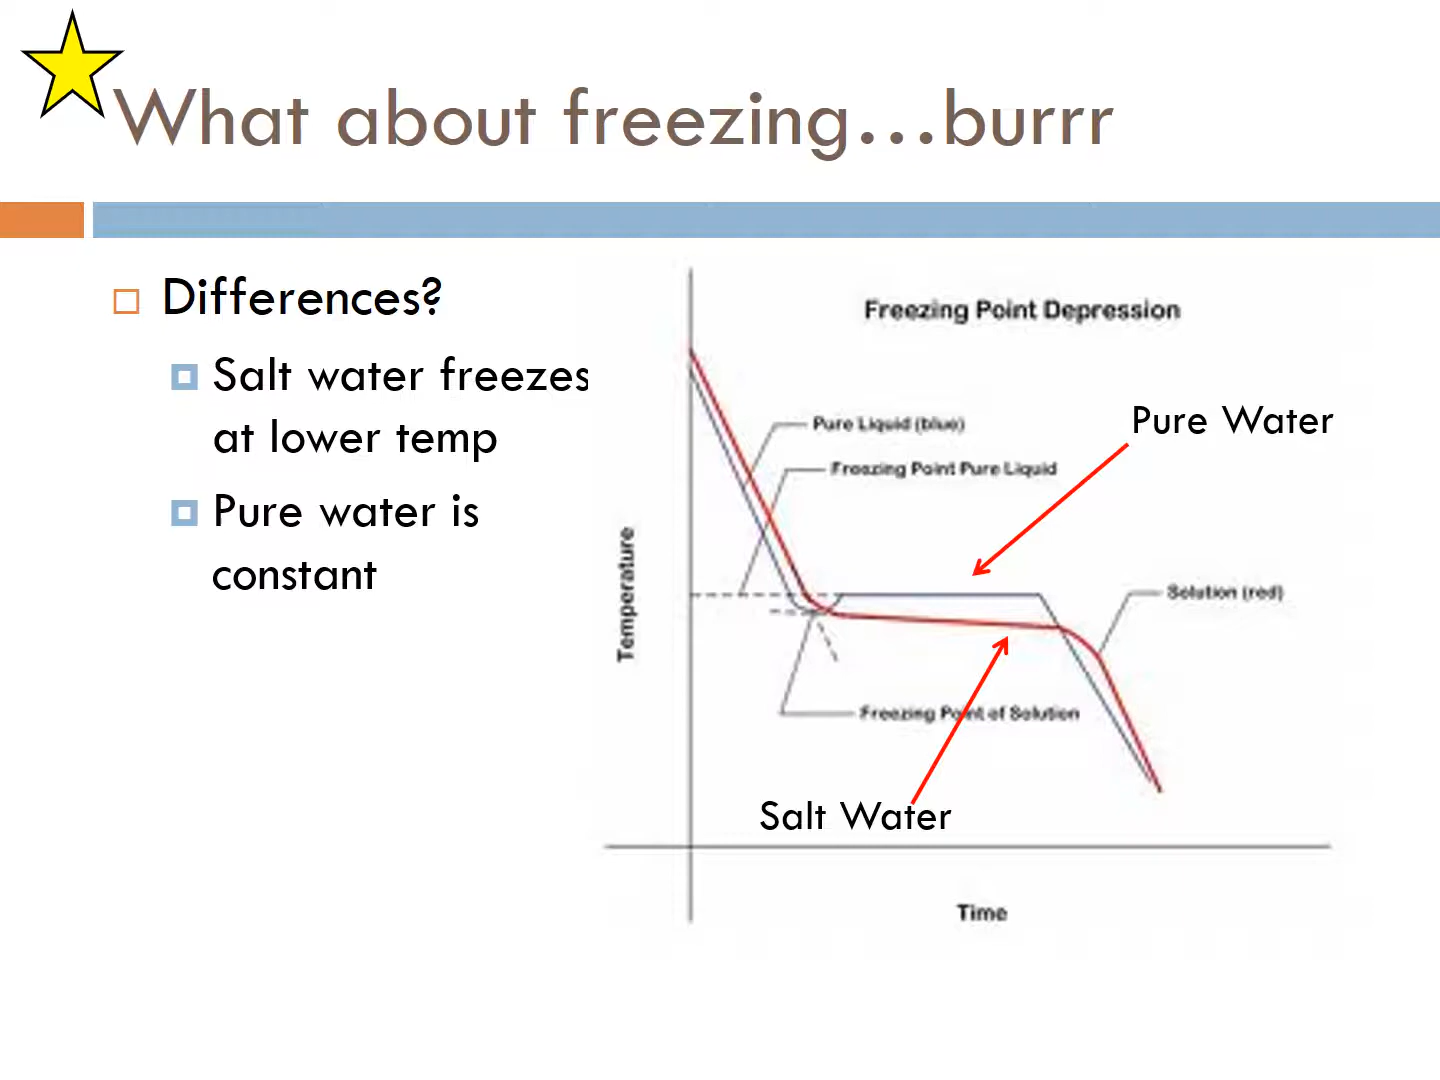 What about freezing...burrr
Differences?
Salt water freezes
at lower temp
Pure water is
constant
Freezing Point Depression
Pure Liquid (blue)
Pure Water
Freezing Point Pure Liquid
Temperature
Solution (red)
Freezing Point of Solution
Salt Water
Time